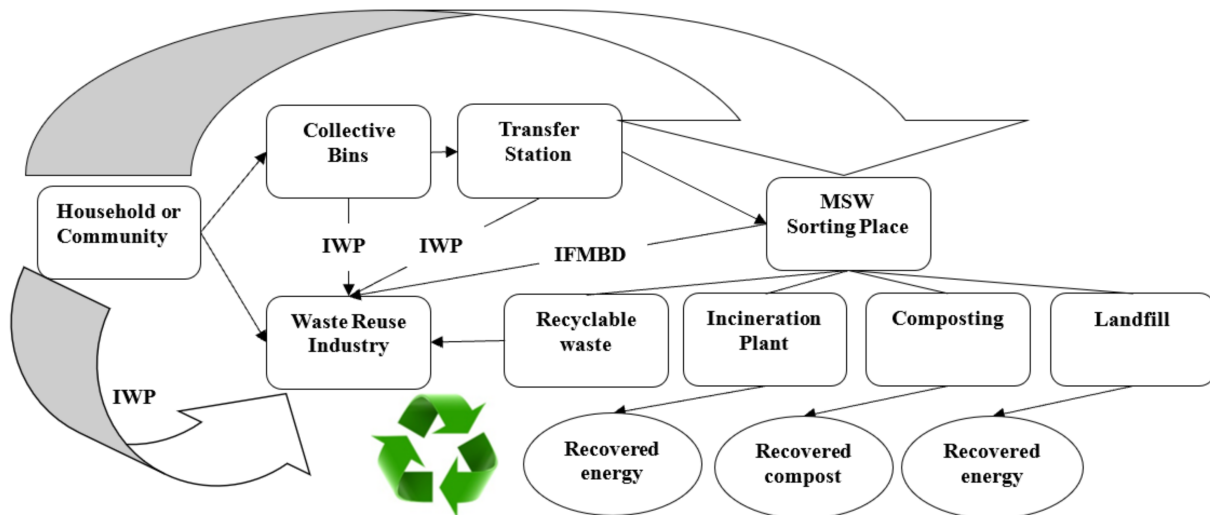 Collective
Bins
Transfer
Station
Household or
Community
MSW
Sorting Place
IWP
IWP
IFMBD
Waste Reuse
Industry
Recyclable
waste
Incineration
Plant
Composting
Landfill
IWP
Recovered
energy
Recovered
compost
Recovered
energy